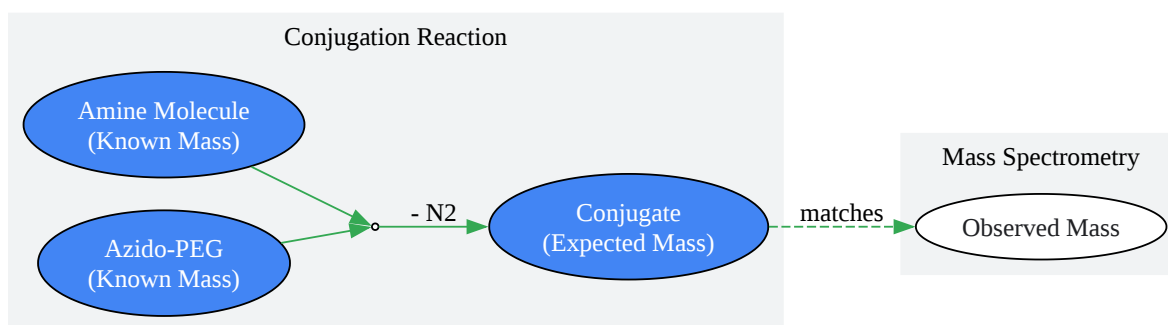 Conjugation Reaction
Amine Molecule
(Known Mass)
Azido-PEG
(Known Mass)
- N2
Conjugate
(Expected Mass)
matches
Mass Spectrometry
Observed Mass